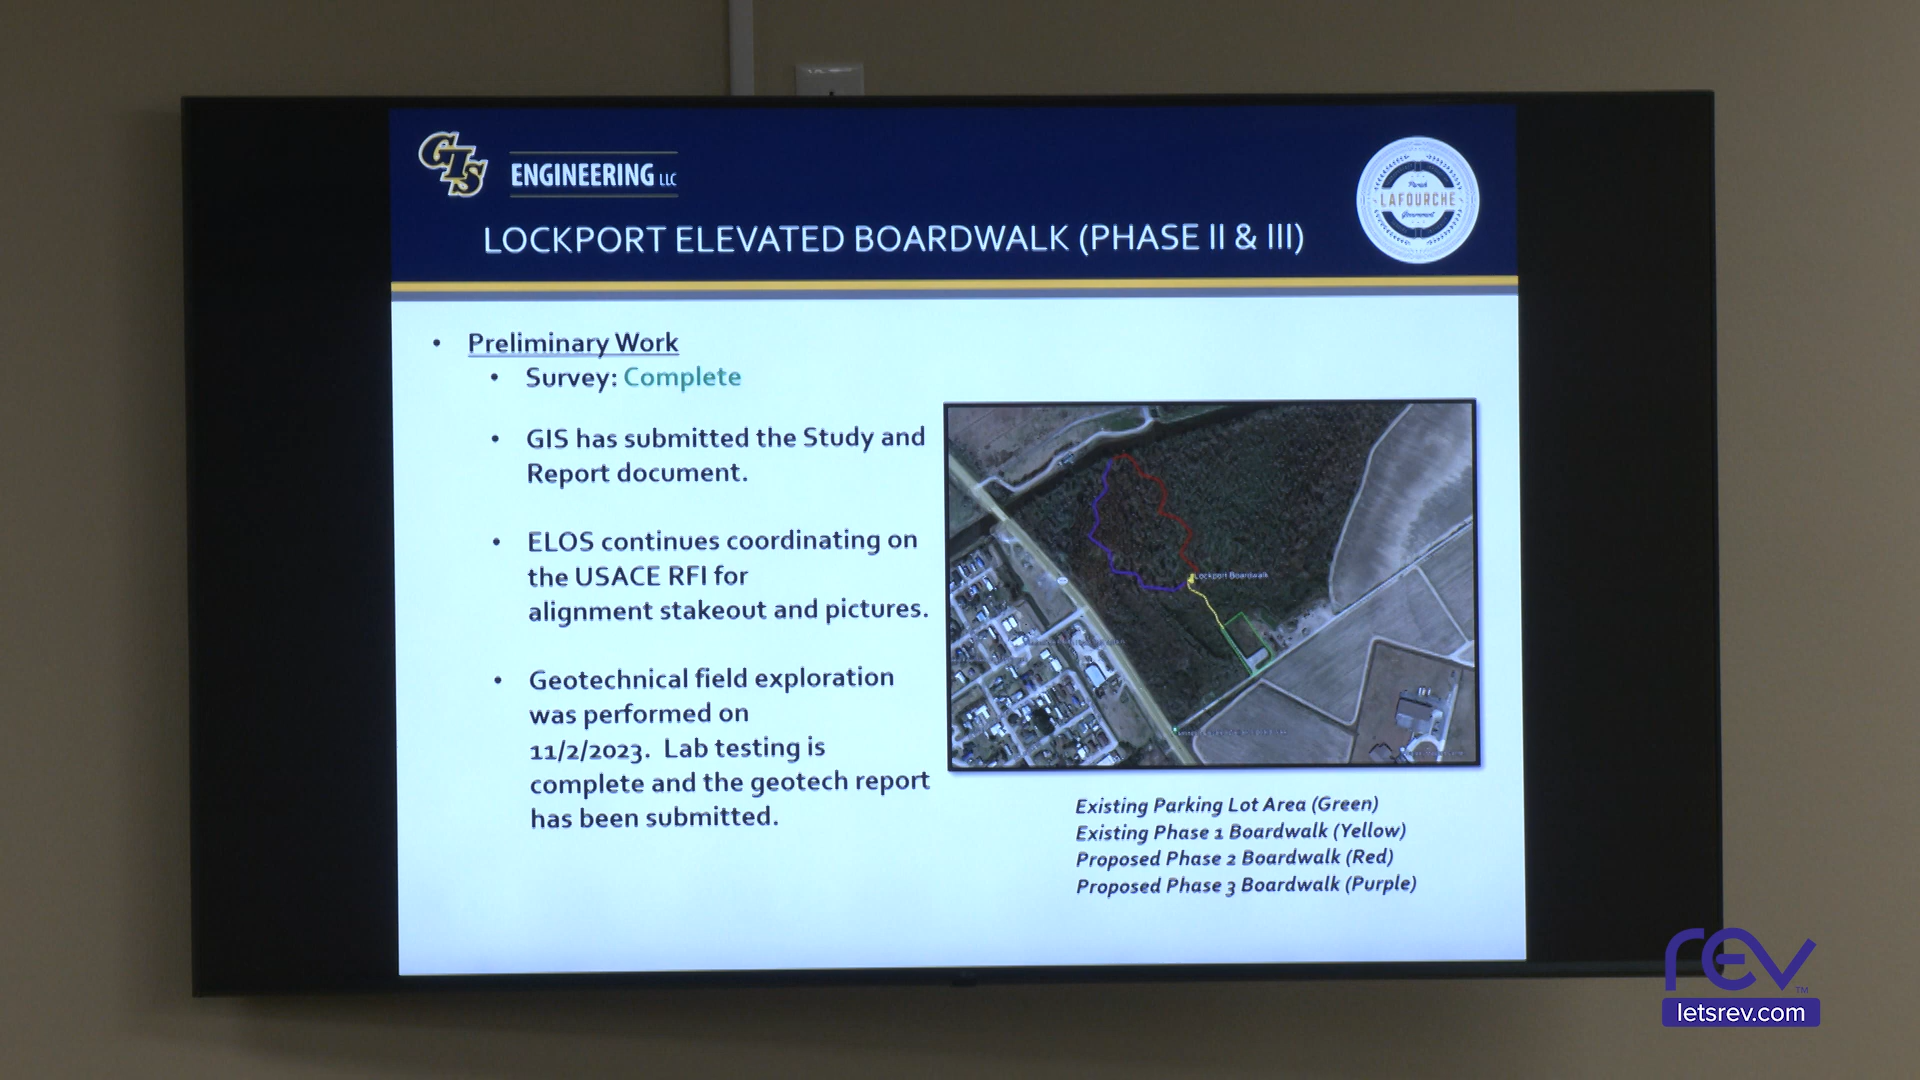 GIS
ENGINEERING LLC
Parish
LAFOURCHE
Government
LOCKPORT ELEVATED BOARDWALK (PHASE II & III)
• Preliminary Work
• Survey: Complete
• GIS has submitted the Study and
Report document.
• ELOS continues coordinating on
the USACE RFI for
alignment stakeout and pictures.
• Geotechnical field exploration
was performed on
11/2/2023. Lab testing is
complete and the geotech report
has been submitted.
Lockport Boardwalk
Existing Parking Lot Area (Green)
Existing Phase 1 Boardwalk (Yellow)
Proposed Phase 2 Boardwalk (Red)
Proposed Phase 3 Boardwalk (Purple)
rev™
letsrev.com